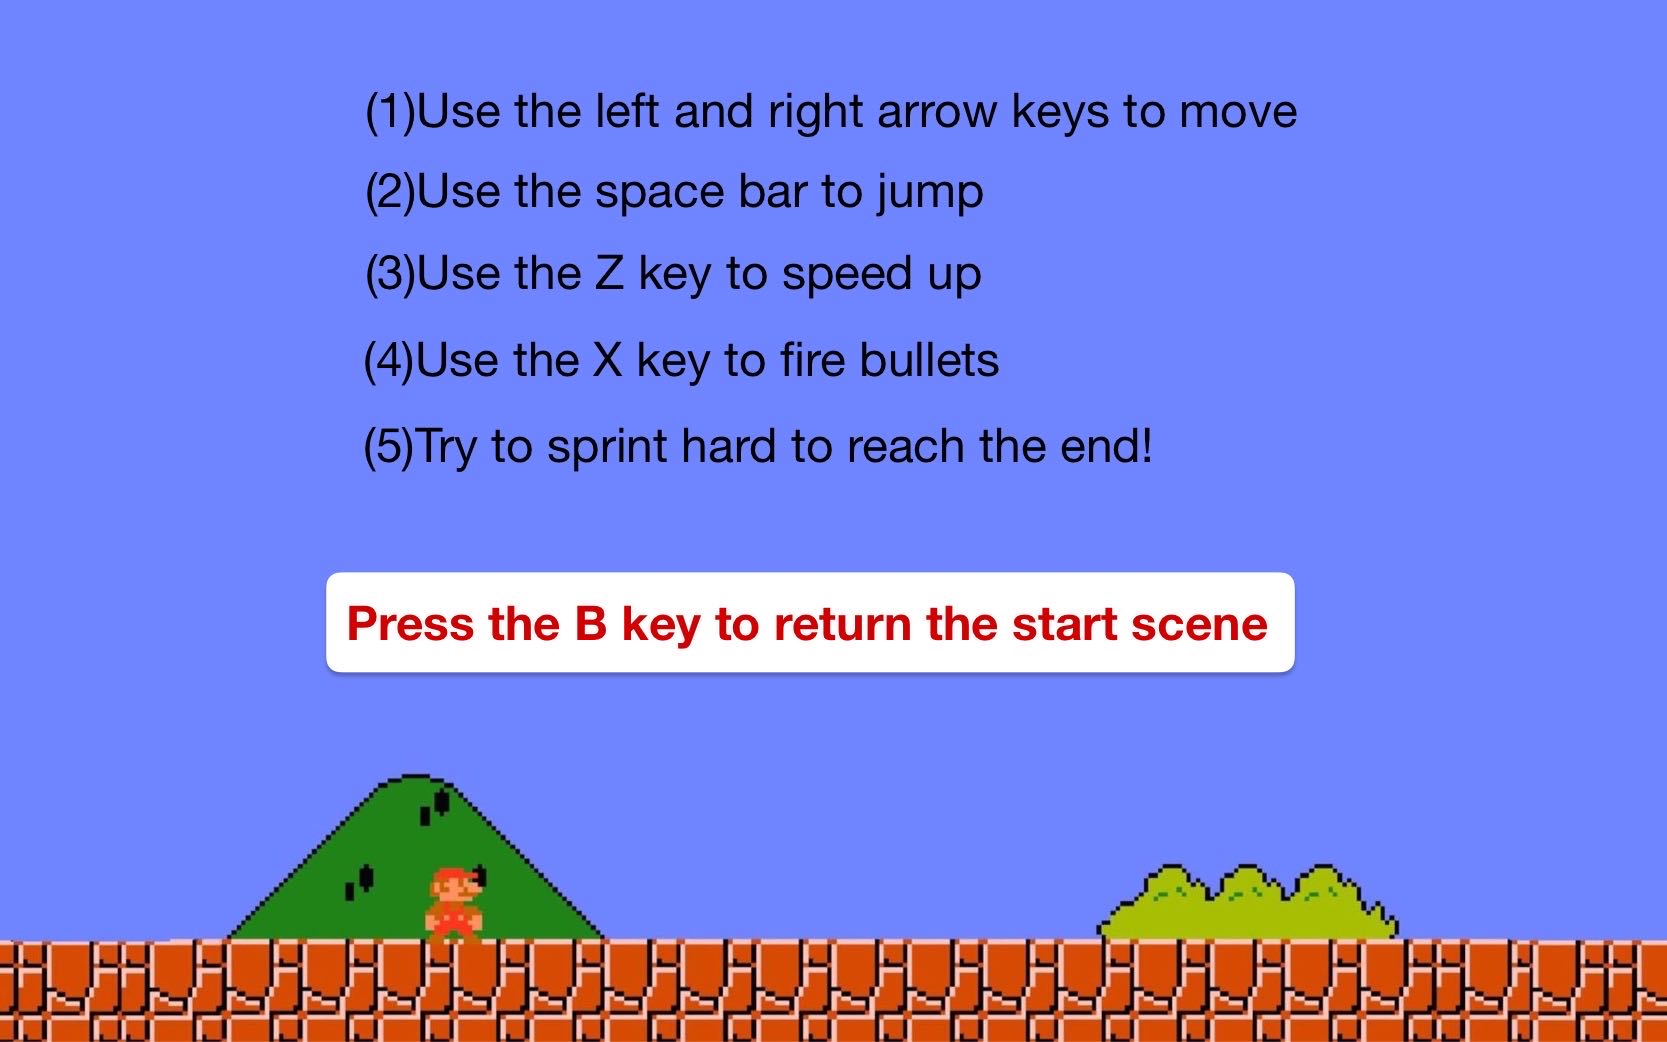 (1)Use the left and right arrow keys to move
(2)Use the space bar to jump
(3)Use the Z key to speed up
(4)Use the X key to fire bullets
(5)Try to sprint hard to reach the end!
Press the B key to return the start scene